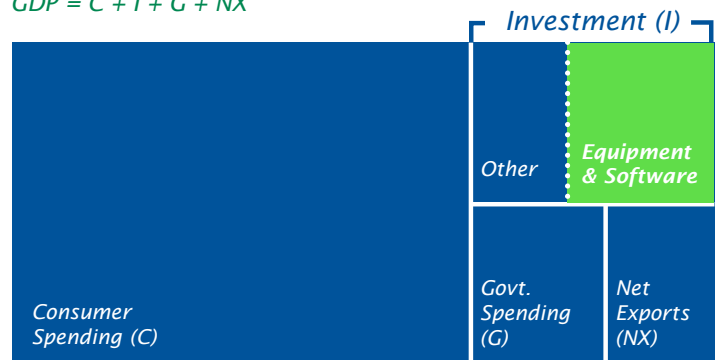 GDP = C + I + G + NX
Investment (I)
Other
Equipment
& Software
Consumer
Spending (C)
Govt.
Spending
(G)
Net
Exports
(NX)